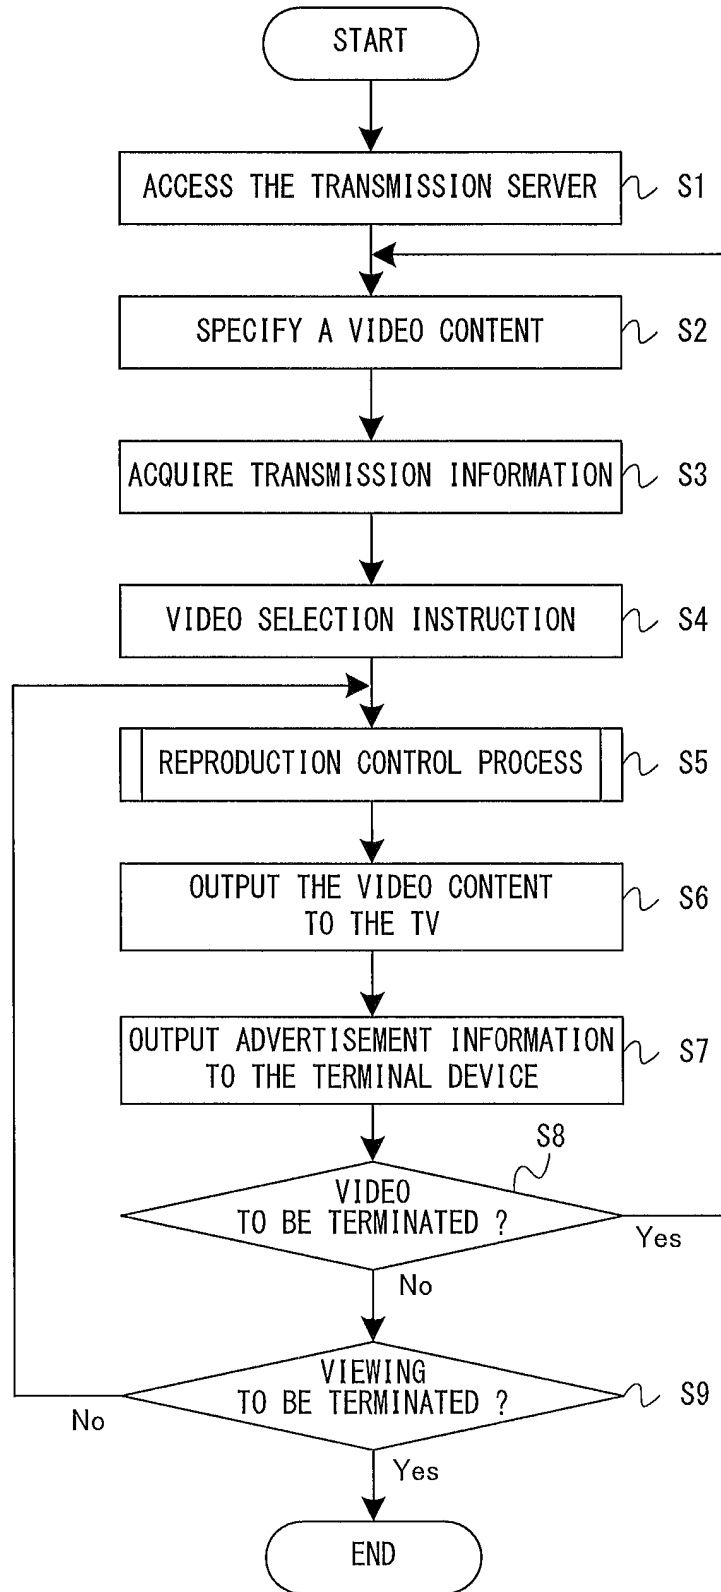 START
ACCESS THE TRANSMISSION SERVER
S1
SPECIFY A VIDEO CONTENT
S2
ACQUIRE TRANSMISSION INFORMATION
S3
VIDEO SELECTION INSTRUCTION
S4
REPRODUCTION CONTROL PROCESS
S5
OUTPUT THE VIDEO CONTENT
TO THE TV
S6
OUTPUT ADVERTISEMENT INFORMATION
TO THE TERMINAL DEVICE
S7
S8
VIDEO
TO BE TERMINATED ?
Yes
No
VIEWING
TO BE TERMINATED ?
S9
No
Yes
END